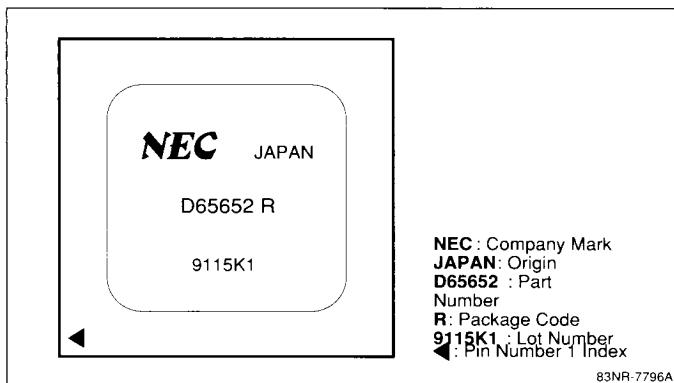 NEC JAPAN
D65652 R
9115K1
NEC : Company Mark
JAPAN: Origin
D65652 : Part
Number
R: Package Code
9115K1 : Lot Number
◀ : Pin Number 1 Index
83NR-7796A